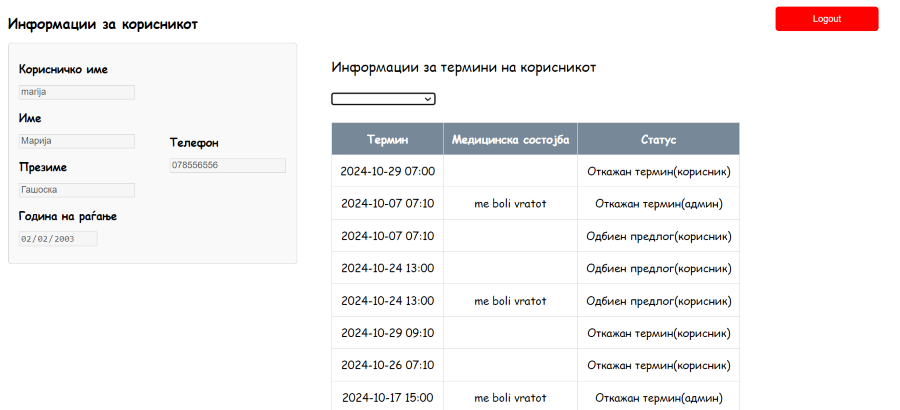 Logout
Информации за корисникот
Корисничко име
marija
Име
Марија
Презиме
Гашоска
Година на раѓање
02/02/2003
Телефон
078556556
Информации за термини на корисникот
Термин Медицинска состојба Статус
2024-10-29 07:00 Откажан термин(корисник)
2024-10-07 07:10 me boli vratot Откажан термин(админ)
2024-10-07 07:10 Одбиен предлог(корисник)
2024-10-24 13:00 Одбиен предлог(корисник)
2024-10-24 13:00 me boli vratot Одбиен предлог(корисник)
2024-10-29 09:10 Откажан термин(корисник)
2024-10-26 07:10 Откажан термин(корисник)
2024-10-17 15:00 me boli vratot Откажан термин(админ)